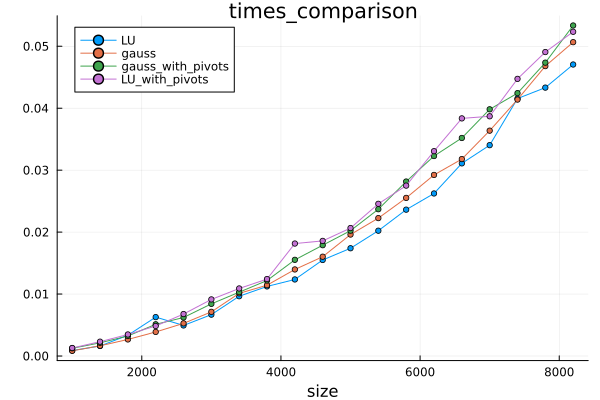 times_comparison
LU
gauss
gauss_with_pivots
LU_with_pivots
0.05
0.04
0.03
0.02
0.01
0.00
2000 4000 6000 8000
size